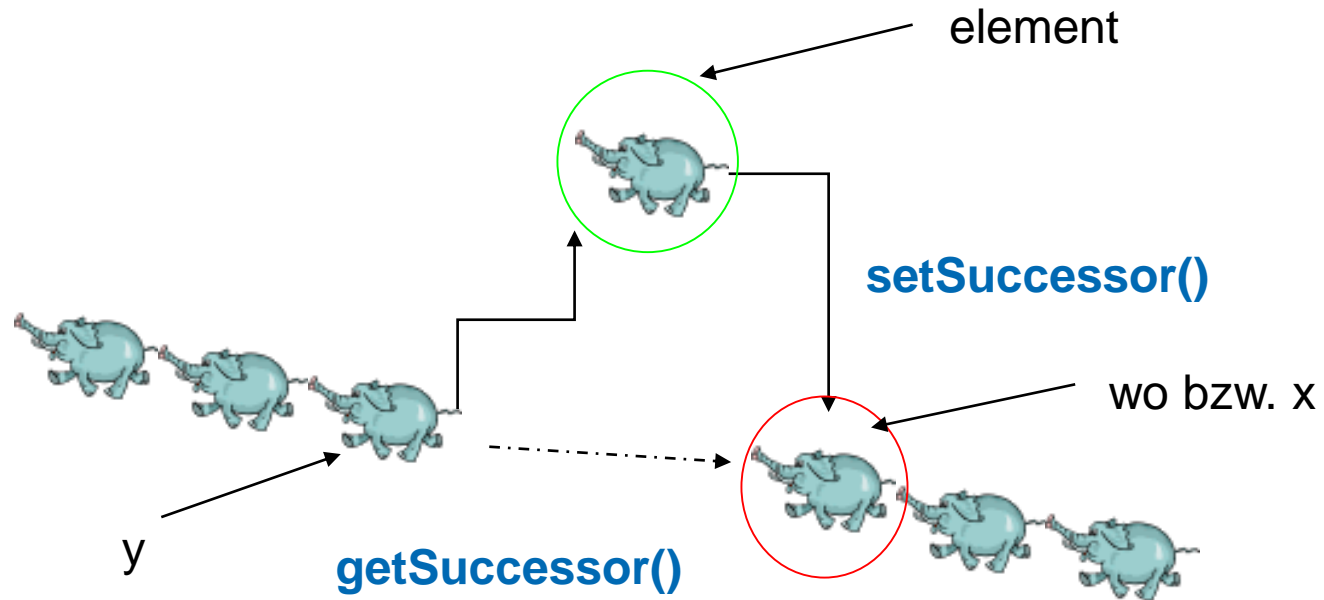 element
setSuccessor()
wo bzw. x
y
getSuccessor()